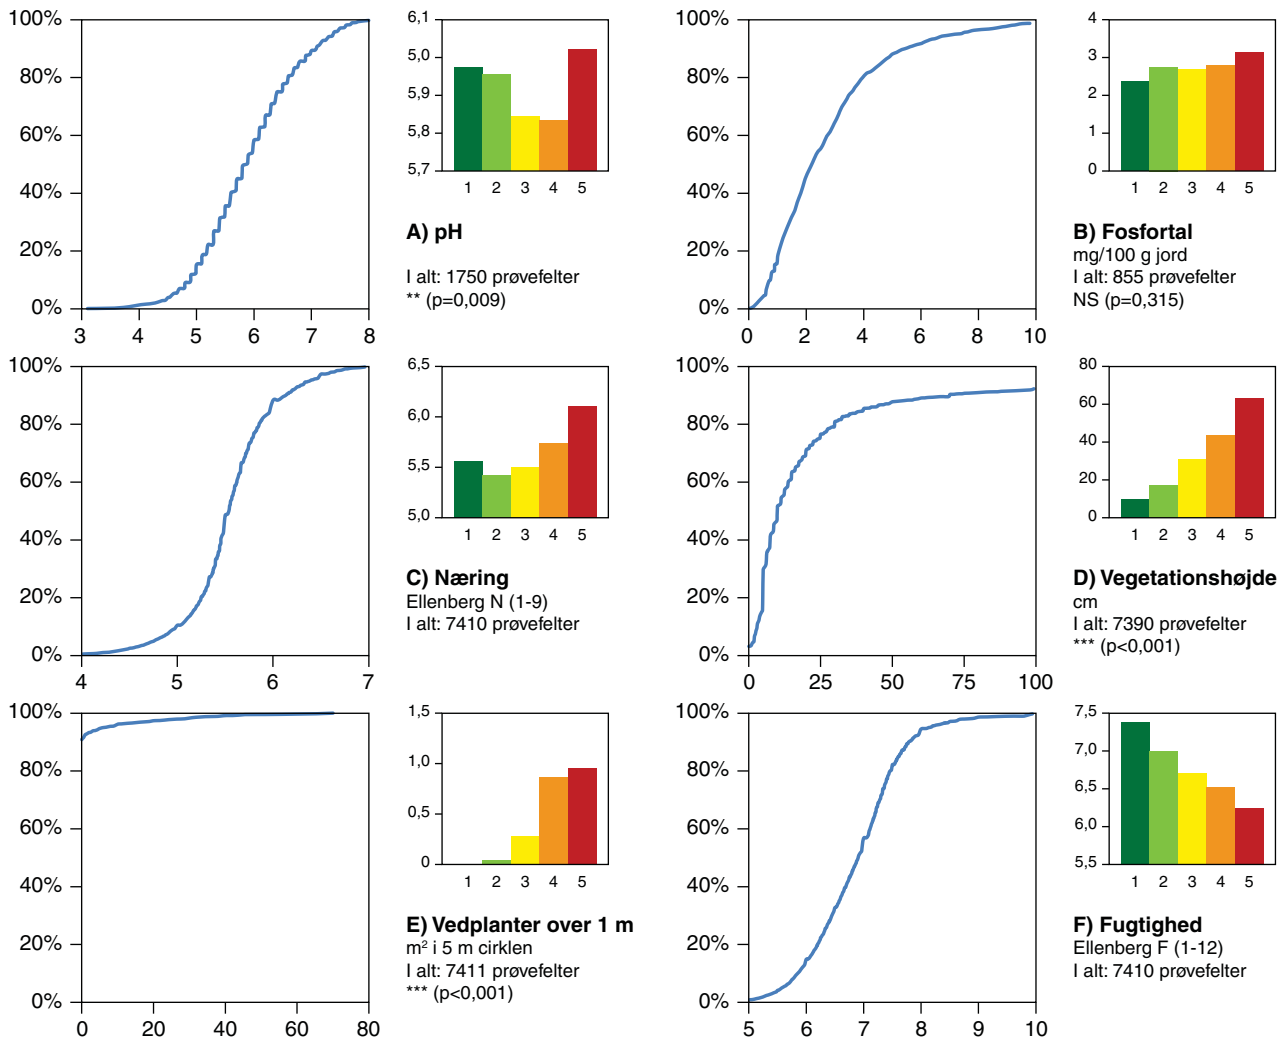 100%
80%
60%
40%
20%
0%
3 4 5 6 7 8
6,1
5,0
5,9
5,8
5,7
1 2 3 4 5
A) pH
I alt: 1750 prøvefelter
** (p=0,009)
100%
80%
60%
40%
20%
0%
0 2 4 6 8 10
4
3
2
1
0
1 2 3 4 5
B) Fosfortal
mg/100 g jord
I alt: 855 prøvefelter
NS (p=0,315)
100%
80%
60%
40%
20%
0%
4 5 6 7
6,5
6,0
5,5
5,0
1 2 3 4 5
C) Næring
Ellenberg N (1-9)
I alt: 7410 prøvefelter
100%
80%
60%
40%
20%
0%
0 25 50 75 100
80
60
40
20
0
1 2 3 4 5
D) Vegetationshøjde
cm
I alt: 7390 prøvefelter
*** (p<0,001)
100%
80%
60%
40%
20%
0%
0 20 40 60 80
1,5
1,0
0,5
0
1 2 3 4 5
E) Vedplanter over 1 m
m² i 5 m cirklen
I alt: 7411 prøvefelter
*** (p<0,001)
100%
80%
60%
40%
20%
0%
5 6 7 8 9 10
7,5
7,0
6,5
6,0
5,5
1 2 3 4 5
F) Fugtighed
Ellenberg F (1-12)
I alt: 7410 prøvefelter